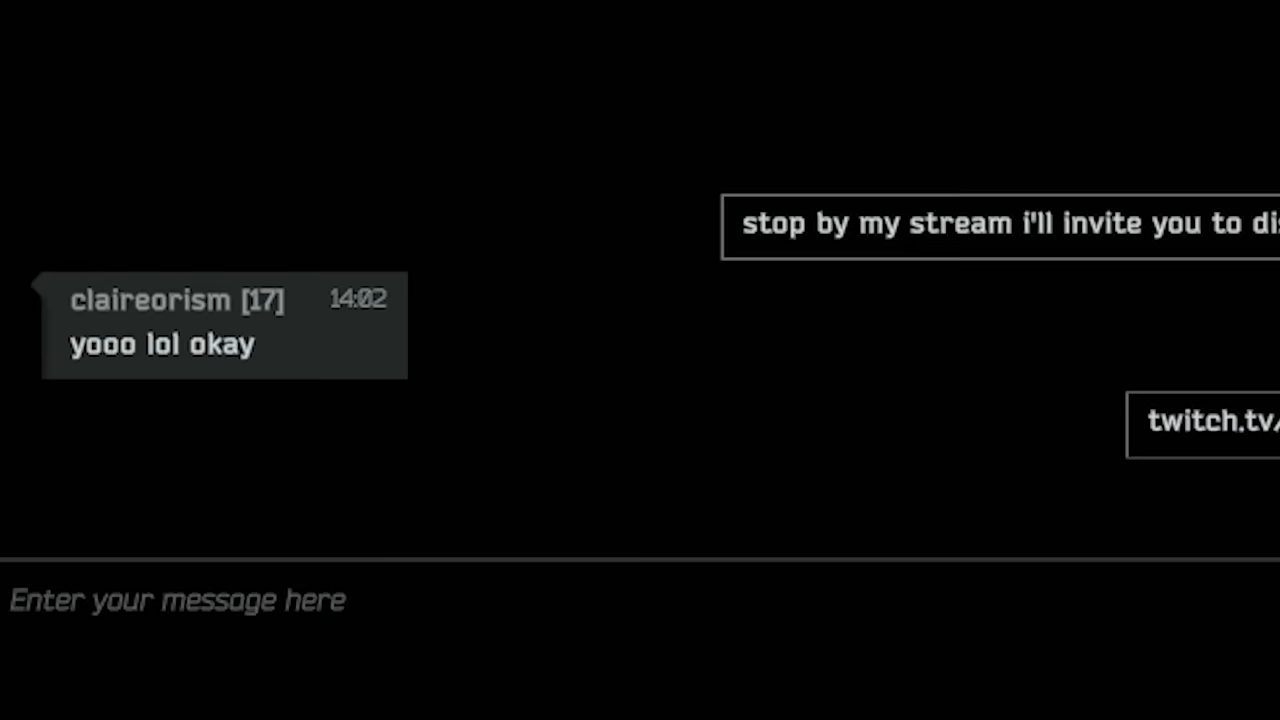 stop by my stream i'll invite you to
claireorism [17] 14:02
yooo lol okay
twitch.tv/
Enter your message here